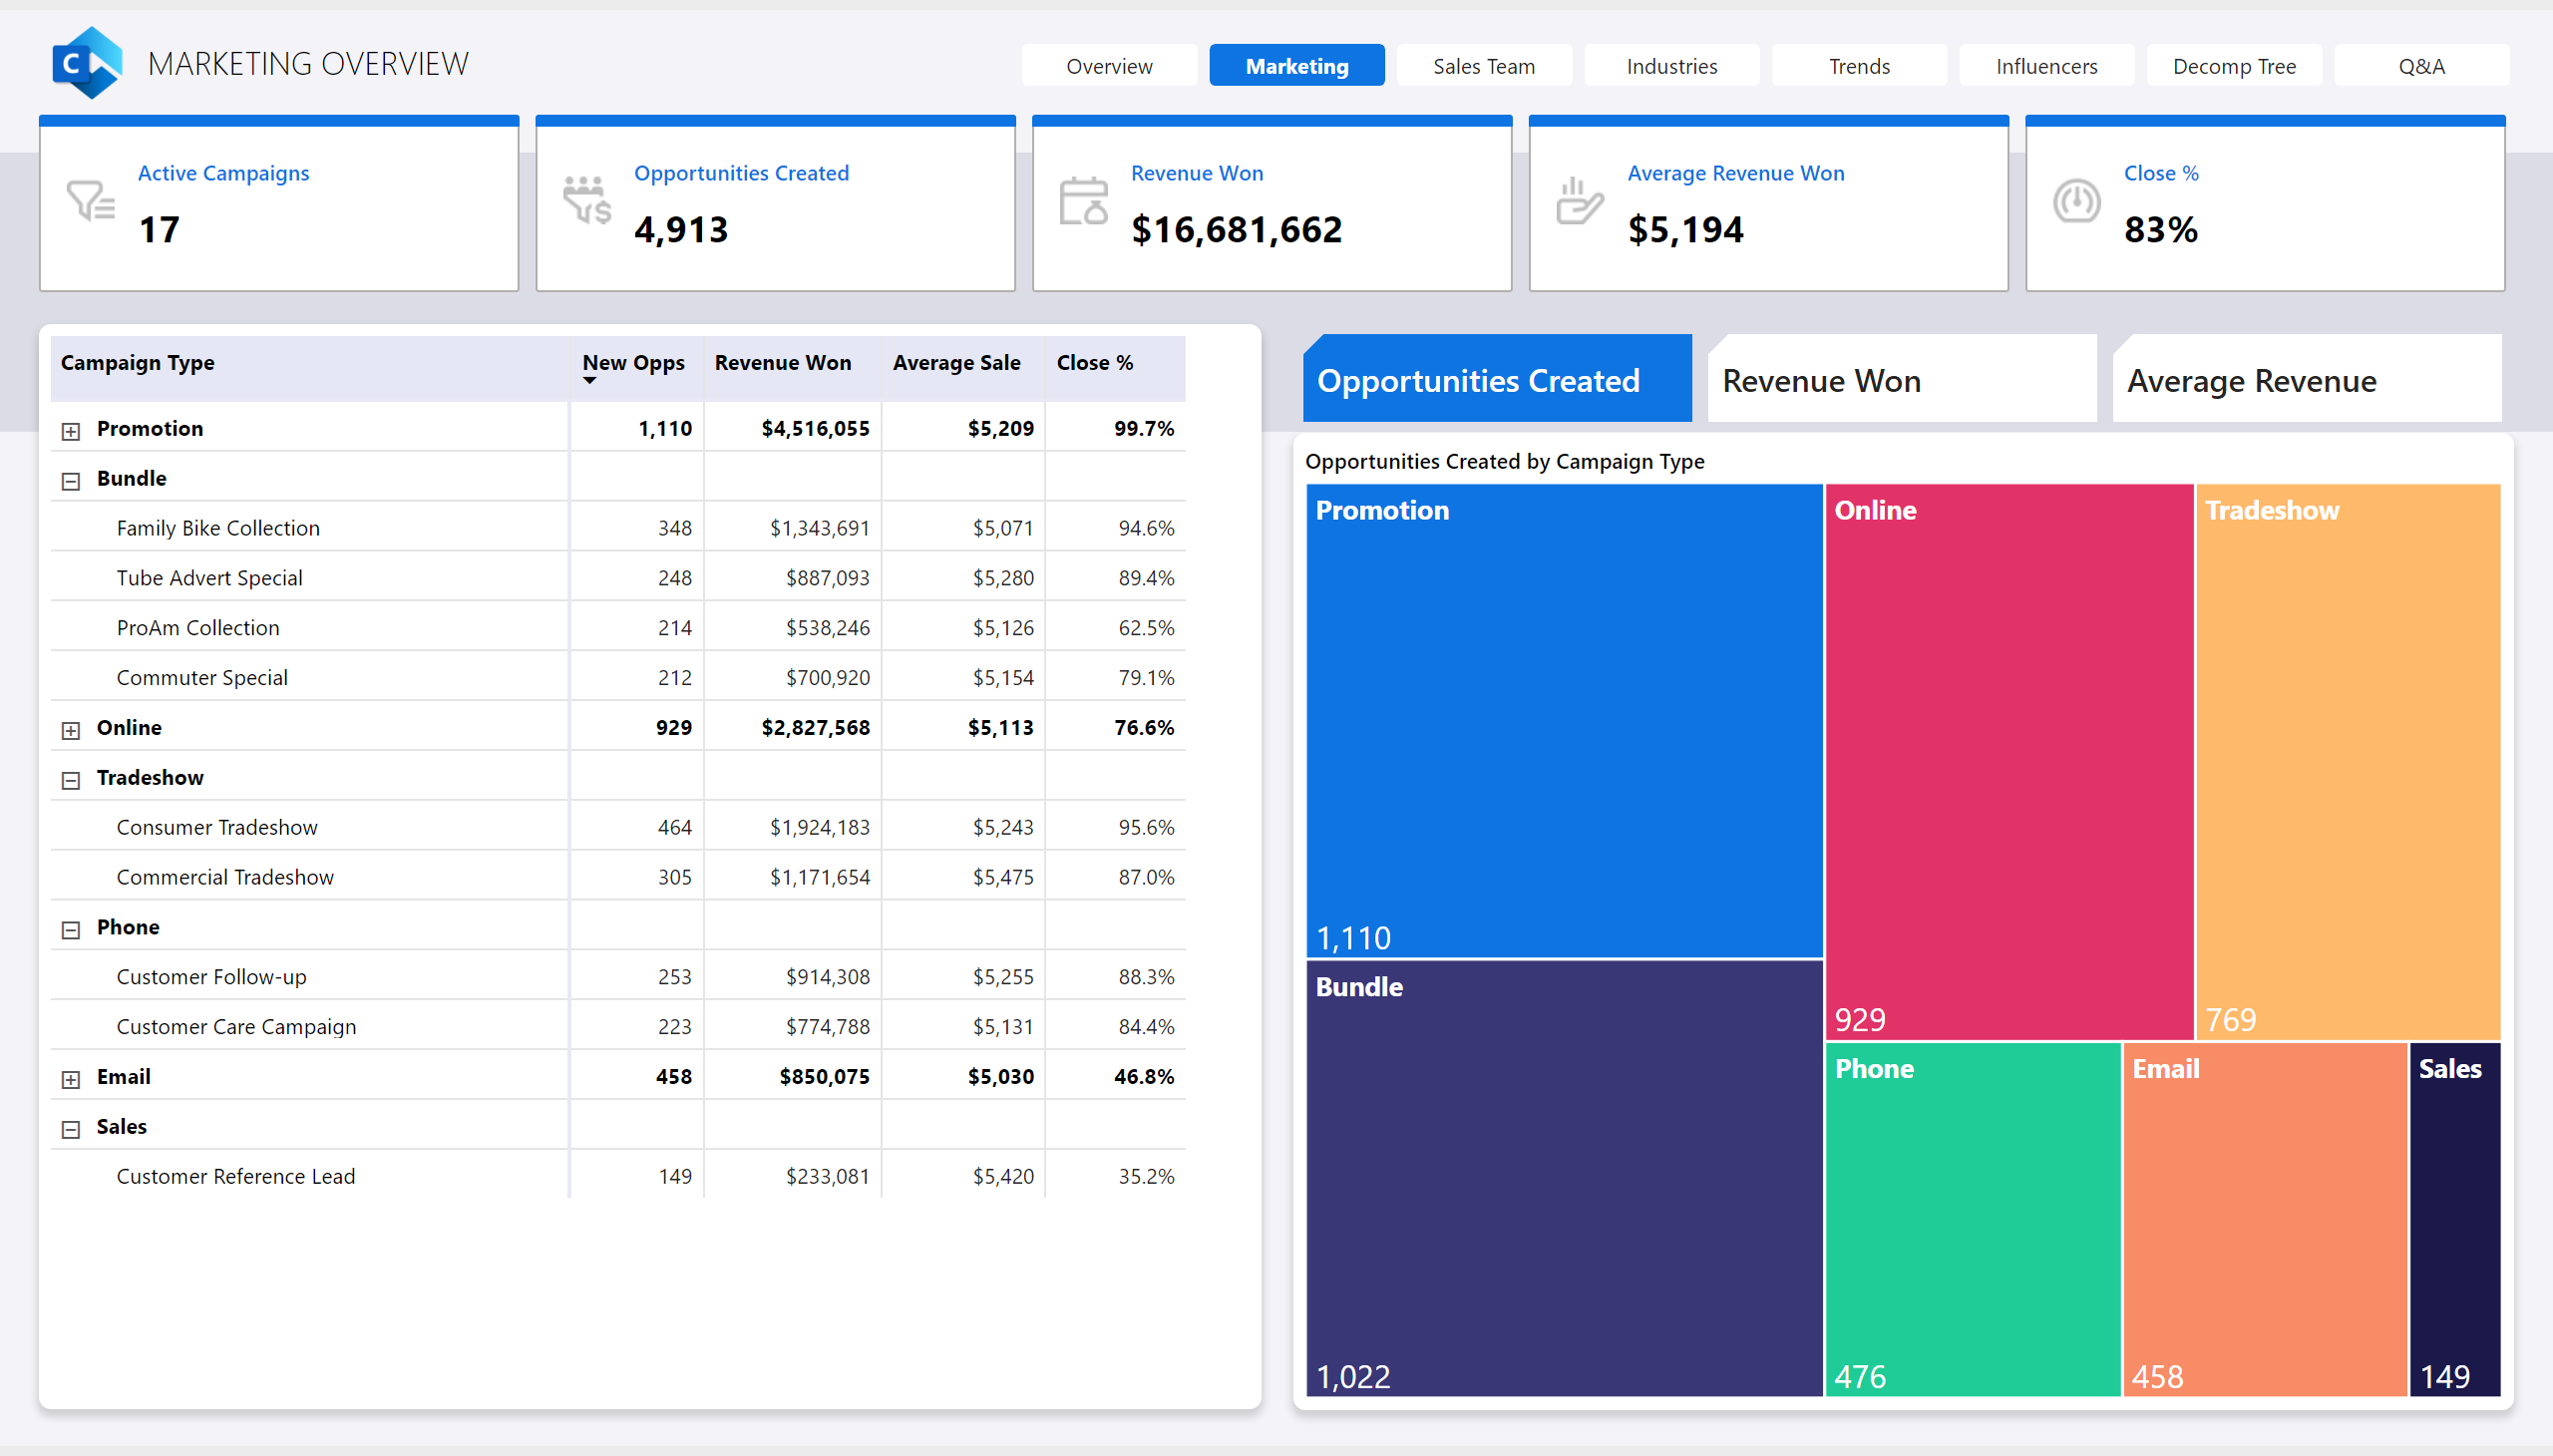 C
MARKETING OVERVIEW
Overview
Marketing
Sales Team
Industries
Trends
Influencers
Decomp Tree
Q&A
Active Campaigns
17
Opportunities Created
4,913
Revenue Won
$16,681,662
Average Revenue Won
$5,194
Close %
83%
Campaign Type New Opps Revenue Won Average Sale Close %
Promotion 1,110 $4,516,055 $5,209 99.7%
Bundle
Family Bike Collection 348 $1,343,691 $5,071 94.6%
Tube Advert Special 248 $887,093 $5,280 89.4%
ProAm Collection 214 $538,246 $5,126 62.5%
Commuter Special 212 $700,920 $5,154 79.1%
Online 929 $2,827,568 $5,113 76.6%
Tradeshow
Consumer Tradeshow 464 $1,924,183 $5,243 95.6%
Commercial Tradeshow 305 $1,171,654 $5,475 87.0%
Phone
Customer Follow-up 253 $914,308 $5,255 88.3%
Customer Care Campaign 223 $774,788 $5,131 84.4%
Email 458 $850,075 $5,030 46.8%
Sales
Customer Reference Lead 149 $233,081 $5,420 35.2%
Opportunities Created
Revenue Won
Average Revenue
Opportunities Created by Campaign Type
Promotion
1,110
Bundle
1,022
Online
929
Tradeshow
769
Phone
476
Email
458
Sales
149